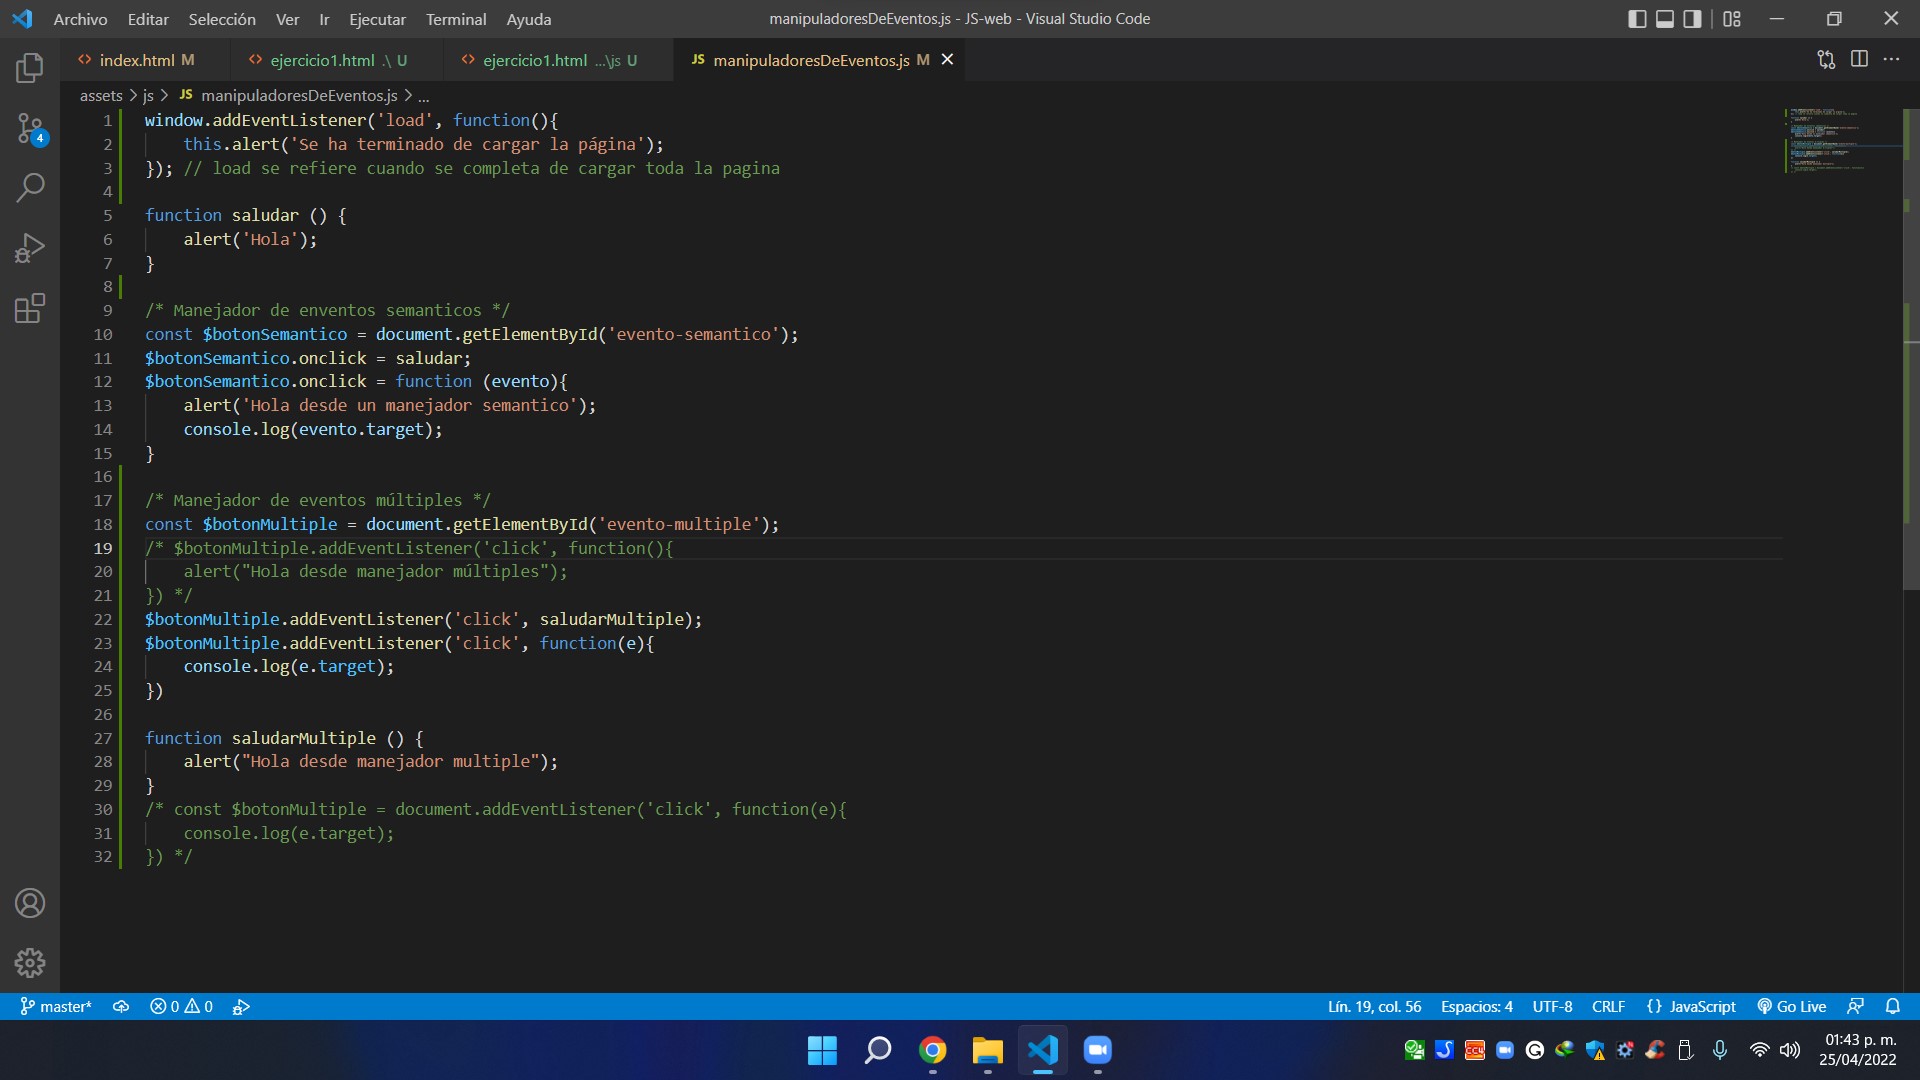 Archivo Editar Selección Ver Ir Ejecutar Terminal Ayuda manipuladoresDeEventos.js - JS-web - Visual Studio Code
index.html M ejercicio1.html .\ U ejercicio1.html ...\js U JS manipuladoresDeEventos.js M
assets > js > JS manipuladoresDeEventos.js > ...
4
1 window.addEventListener('load', function(){
2 this.alert('Se ha terminado de cargar la página');
3 }); // load se refiere cuando se completa de cargar toda la pagina
4
5 function saludar () {
6 alert('Hola');
7 }
8
9 /* Manejador de enventos semanticos */
10 const $botonSemantico = document.getElementById('evento-semantico');
11 $botonSemantico.onclick = saludar;
12 $botonSemantico.onclick = function (evento){
13 alert('Hola desde un manejador semantico');
14 console.log(evento.target);
15 }
16
17 /* Manejador de eventos múltiples */
18 const $botonMultiple = document.getElementById('evento-multiple');
19 /* $botonMultiple.addEventListener('click', function(){
20 alert("Hola desde manejador múltiples");
21 }) */
22 $botonMultiple.addEventListener('click', saludarMultiple);
23 $botonMultiple.addEventListener('click', function(e){
24 console.log(e.target);
25 })
26
27 function saludarMultiple () {
28 alert("Hola desde manejador multiple");
29 }
30 /* const $botonMultiple = document.addEventListener('click', function(e){
31 console.log(e.target);
32 }) */
master* 0 0 Lín. 19, col. 56 Espacios: 4 UTF-8 CRLF {} JavaScript Go Live
01:43 p. m.
25/04/2022